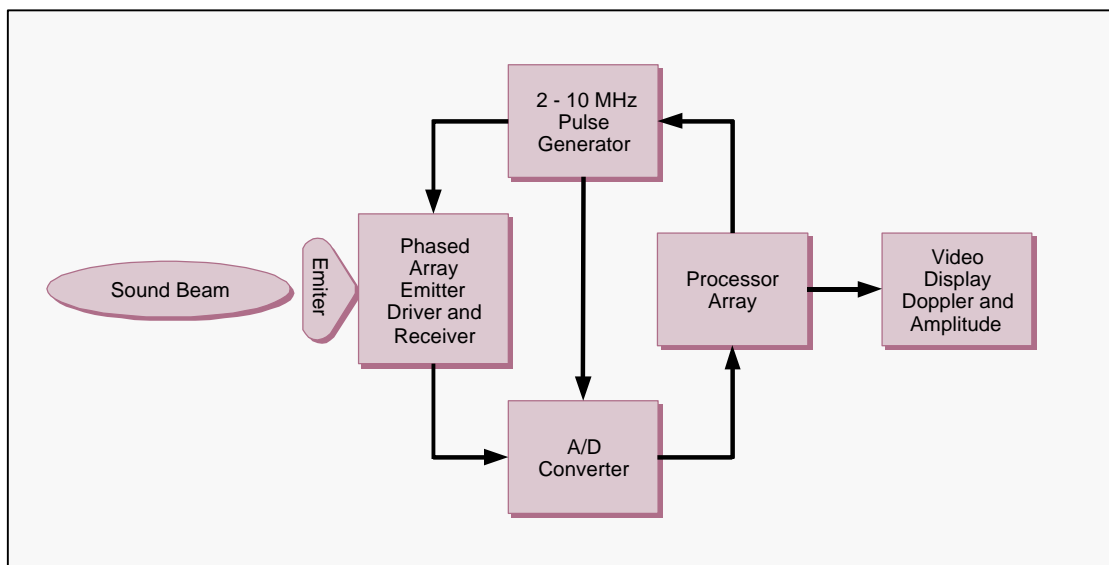 2 - 10 MHz
Pulse
Generator
Phased
Array
Emitter
Driver and
Receiver
Emiter
Sound Beam
Processor
Array
Video
Display
Doppler and
Amplitude
A/D
Converter